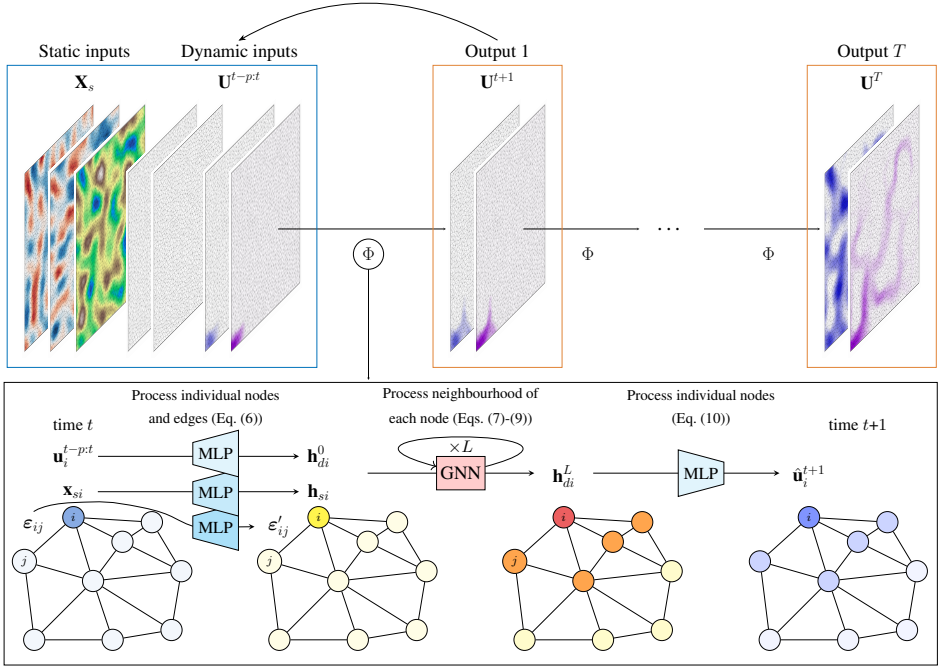 Static inputs
Dynamic inputs
Output 1
Output T
X_s
U^{t−p:t}
U^{t+1}
U^T
Φ
Φ
· · ·
Φ
Process individual nodes
and edges (Eq. (6))
Process neighbourhood of
each node (Eqs. (7)-(9))
Process individual nodes
(Eq. (10))
time t
time t+1
u_i^{t−p:t}
MLP
h_{di}^0
×L
GNN
h_{di}^L
MLP
û_i^{t+1}
x_{si}
MLP
h_{si}
ε_{ij}
MLP
ε′_{ij}
i
i
i
i
j
j
j